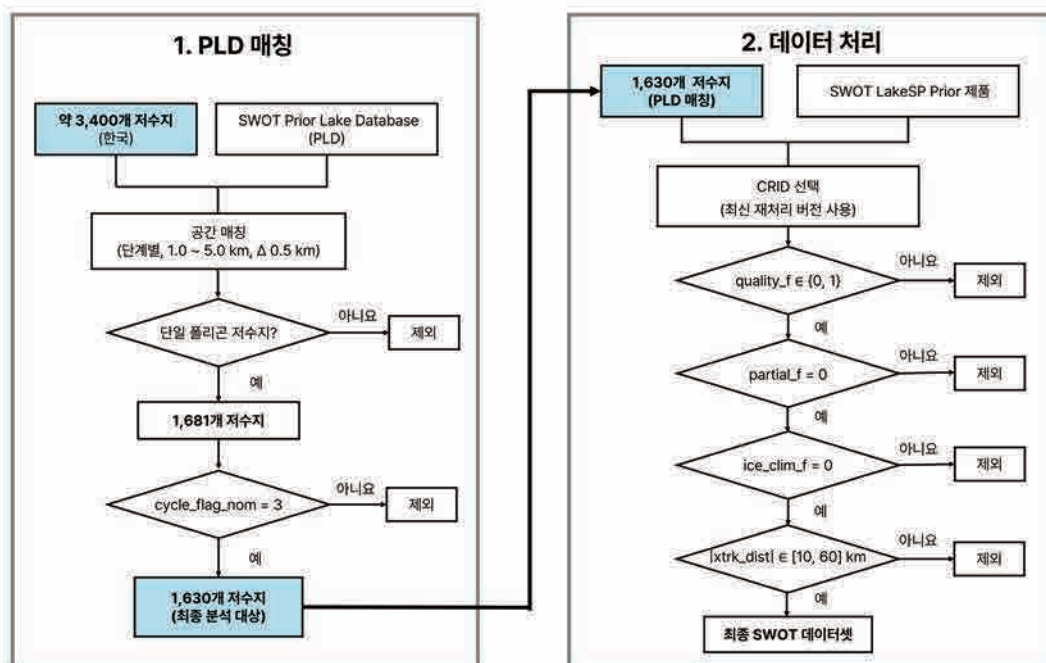 1. PLD 매칭
약 3,400개 저수지
(한국)
SWOT Prior Lake Database
(PLD)
공간 매칭
(단계별, 1.0 ~ 5.0 km, Δ 0.5 km)
단일 폴리곤 저수지?
아니요
제외
예
1,681개 저수지
cycle_flag_nom = 3
아니요
제외
예
1,630개 저수지
(최종 분석 대상)
2. 데이터 처리
1,630개 저수지
(PLD 매칭)
SWOT LakeSP Prior 제품
CRID 선택
(최신 재처리 버전 사용)
quality_f ∈ {0, 1}
아니요
제외
예
partial_f = 0
아니요
제외
예
ice_clim_f = 0
아니요
제외
예
|xtrk_dist| ∈ [10, 60] km
아니요
제외
예
최종 SWOT 데이터셋